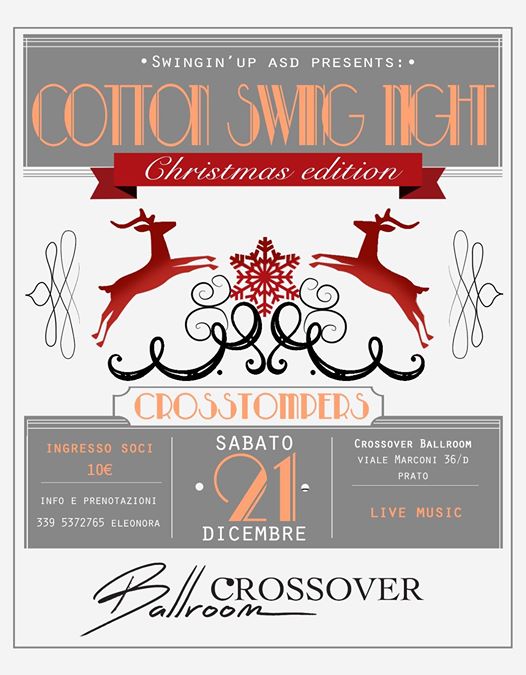 •Swingin'up asd presents:•
COTTON SWING NIGHT
Christmas edition
CROSSTOMPERS
INGRESSO SOCI
10€
INFO E PRENOTAZIONI
339 5372765 ELEONORA
SABATO
21
DICEMBRE
Crossover Ballroom
VIALE MARCONI 36/D
PRATO
LIVE MUSIC
CROSSOVER
Ballroom